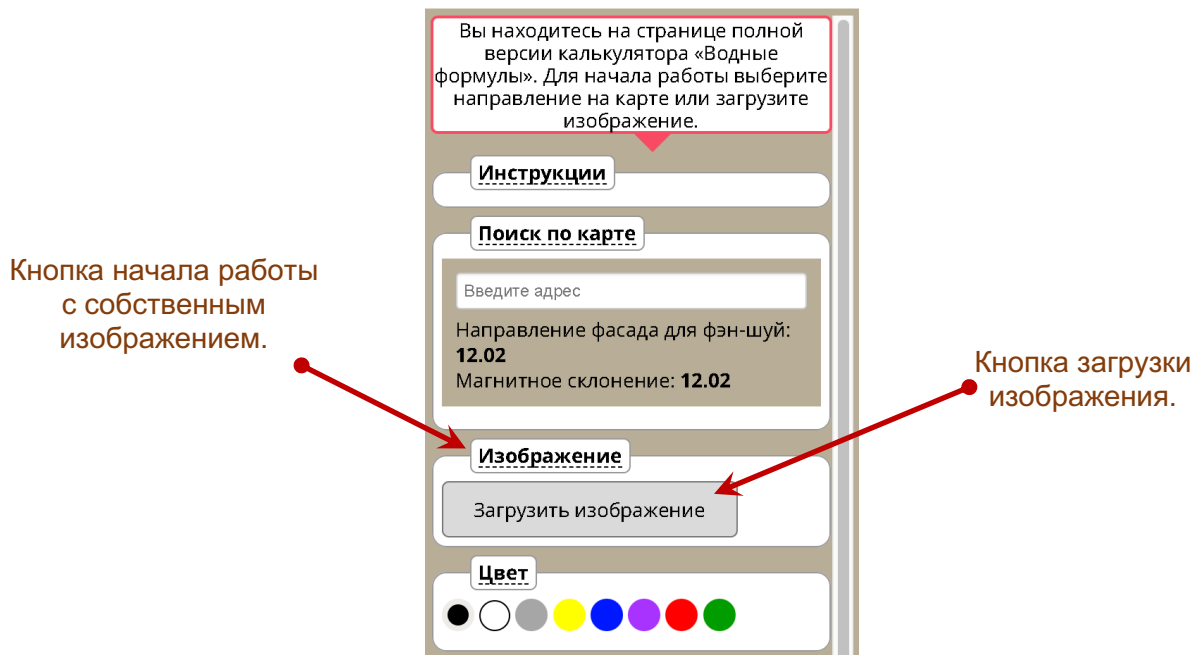 Вы находитесь на странице полной
версии калькулятора «Водные
формулы». Для начала работы выберите
направление на карте или загрузите
изображение.
Инструкции
Поиск по карте
Введите адрес
Направление фасада для фэн-шуй:
12.02
Магнитное склонение: 12.02
Кнопка начала работы
с собственным
изображением.
Кнопка загрузки
изображения.
Изображение
Загрузить изображение
Цвет